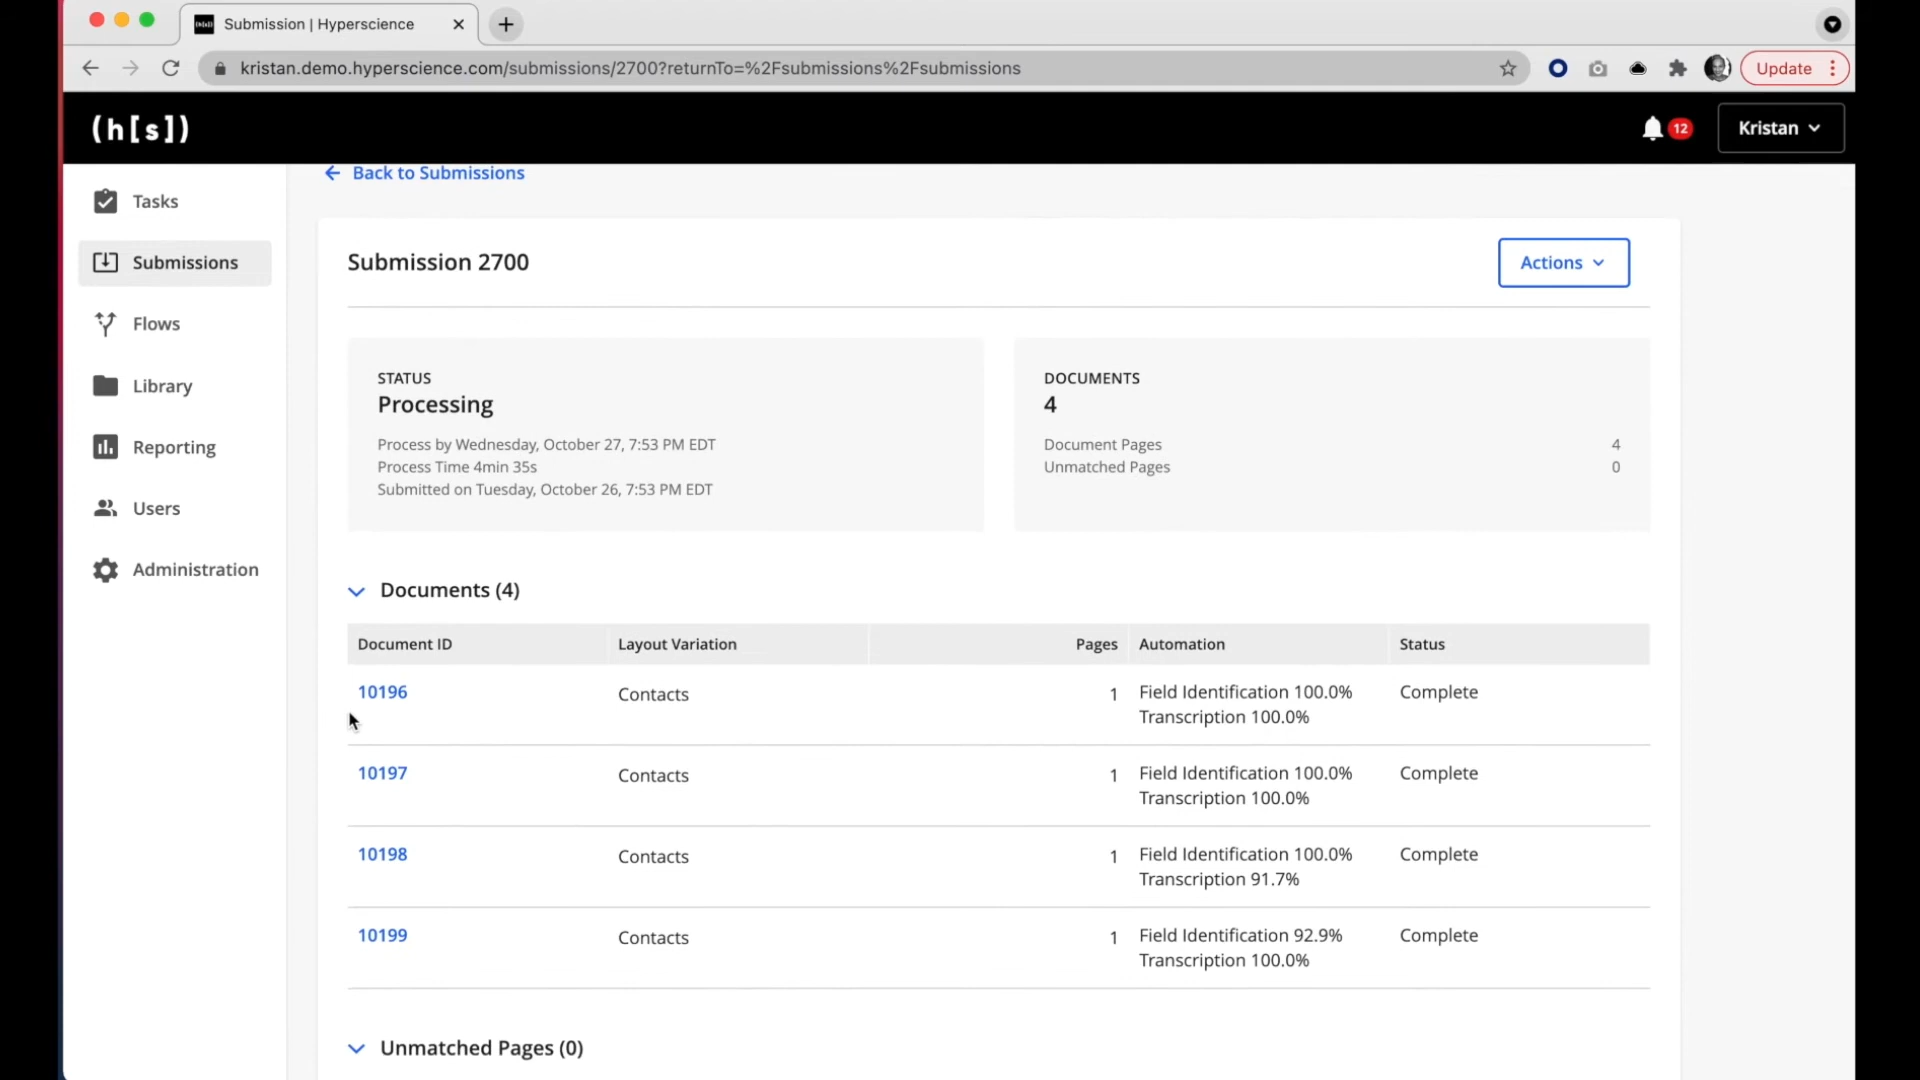 Submission | Hyperscience
kristan.demo.hyperscience.com/submissions/2700?returnTo=%2Fsubmissions%2Fsubmissions
Update
(h[s])
12
Kristan
Tasks
Submissions
Flows
Library
Reporting
Users
Administration
Back to Submissions
Submission 2700
Actions
STATUS
Processing
Process by Wednesday, October 27, 7:53 PM EDT
Process Time 4min 35s
Submitted on Tuesday, October 26, 7:53 PM EDT
DOCUMENTS
4
Document Pages 4
Unmatched Pages 0
Documents (4)
Document ID Layout Variation Pages Automation Status
10196 Contacts 1 Field Identification 100.0% Complete
Transcription 100.0%
10197 Contacts 1 Field Identification 100.0% Complete
Transcription 100.0%
10198 Contacts 1 Field Identification 100.0% Complete
Transcription 91.7%
10199 Contacts 1 Field Identification 92.9% Complete
Transcription 100.0%
Unmatched Pages (0)